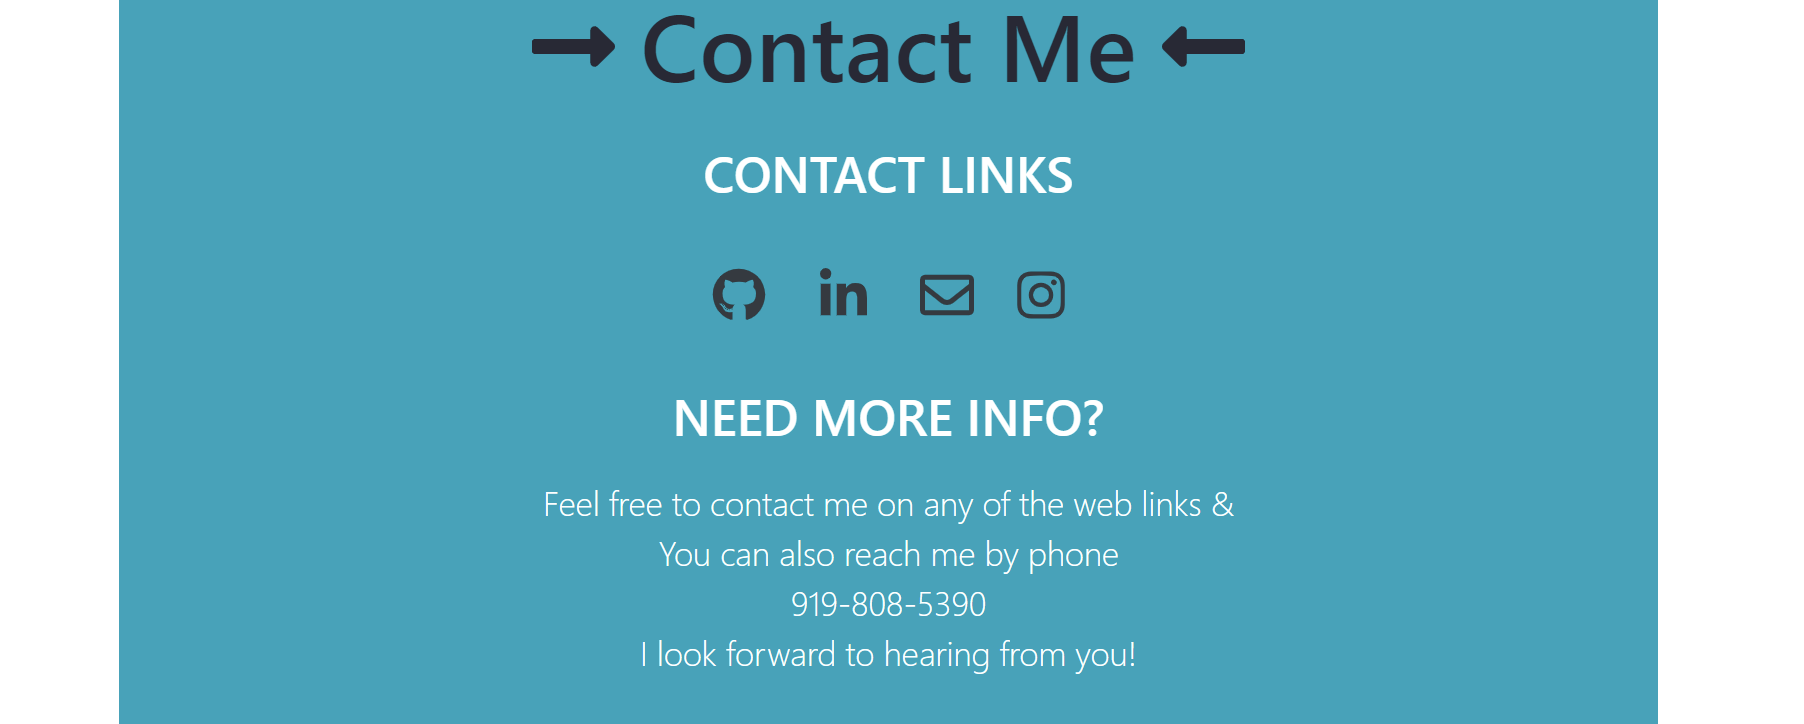 Contact Me
CONTACT LINKS
NEED MORE INFO?
Feel free to contact me on any of the web links &
You can also reach me by phone
919-808-5390
I look forward to hearing from you!